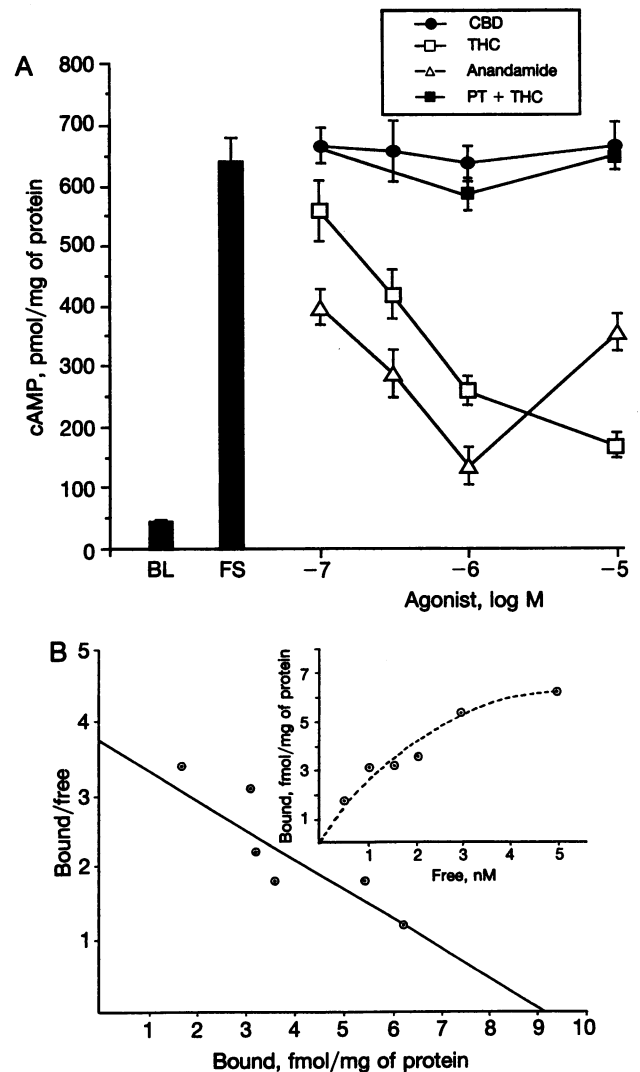 CBD
THC
Anandamide
PT + THC
A
cAMP, pmol/mg of protein
800
700
600
500
400
300
200
100
0
BL FS −7 −6 −5
Agonist, log M
B
Bound/free
5
4
3
2
1
1 2 3 4 5 6 7 8 9 10
Bound, fmol/mg of protein
Bound, fmol/mg of protein
7
5
3
1
1 2 3 4 5
Free, nM